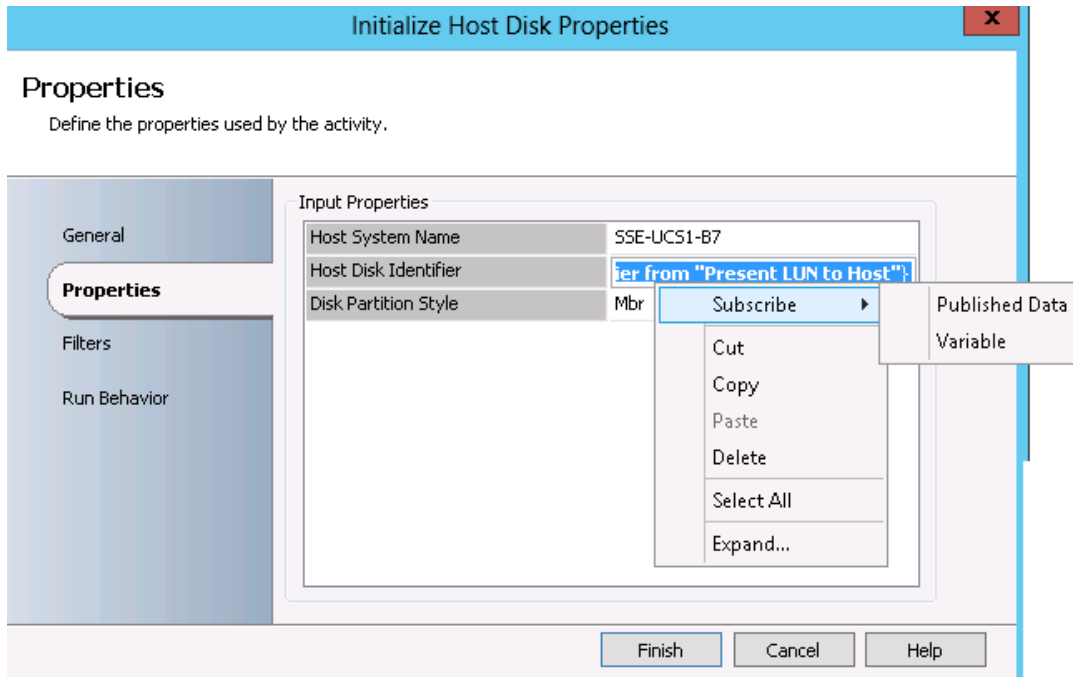 Initialize Host Disk Properties
x
Properties
Define the properties used by the activity.
General
Properties
Filters
Run Behavior
Input Properties
Host System Name SSE-UCS1-B7
Host Disk Identifier ier from "Present LUN to Host"}
Disk Partition Style Mbr
Subscribe
Cut
Copy
Paste
Delete
Select All
Expand...
Published Data
Variable
Finish Cancel Help